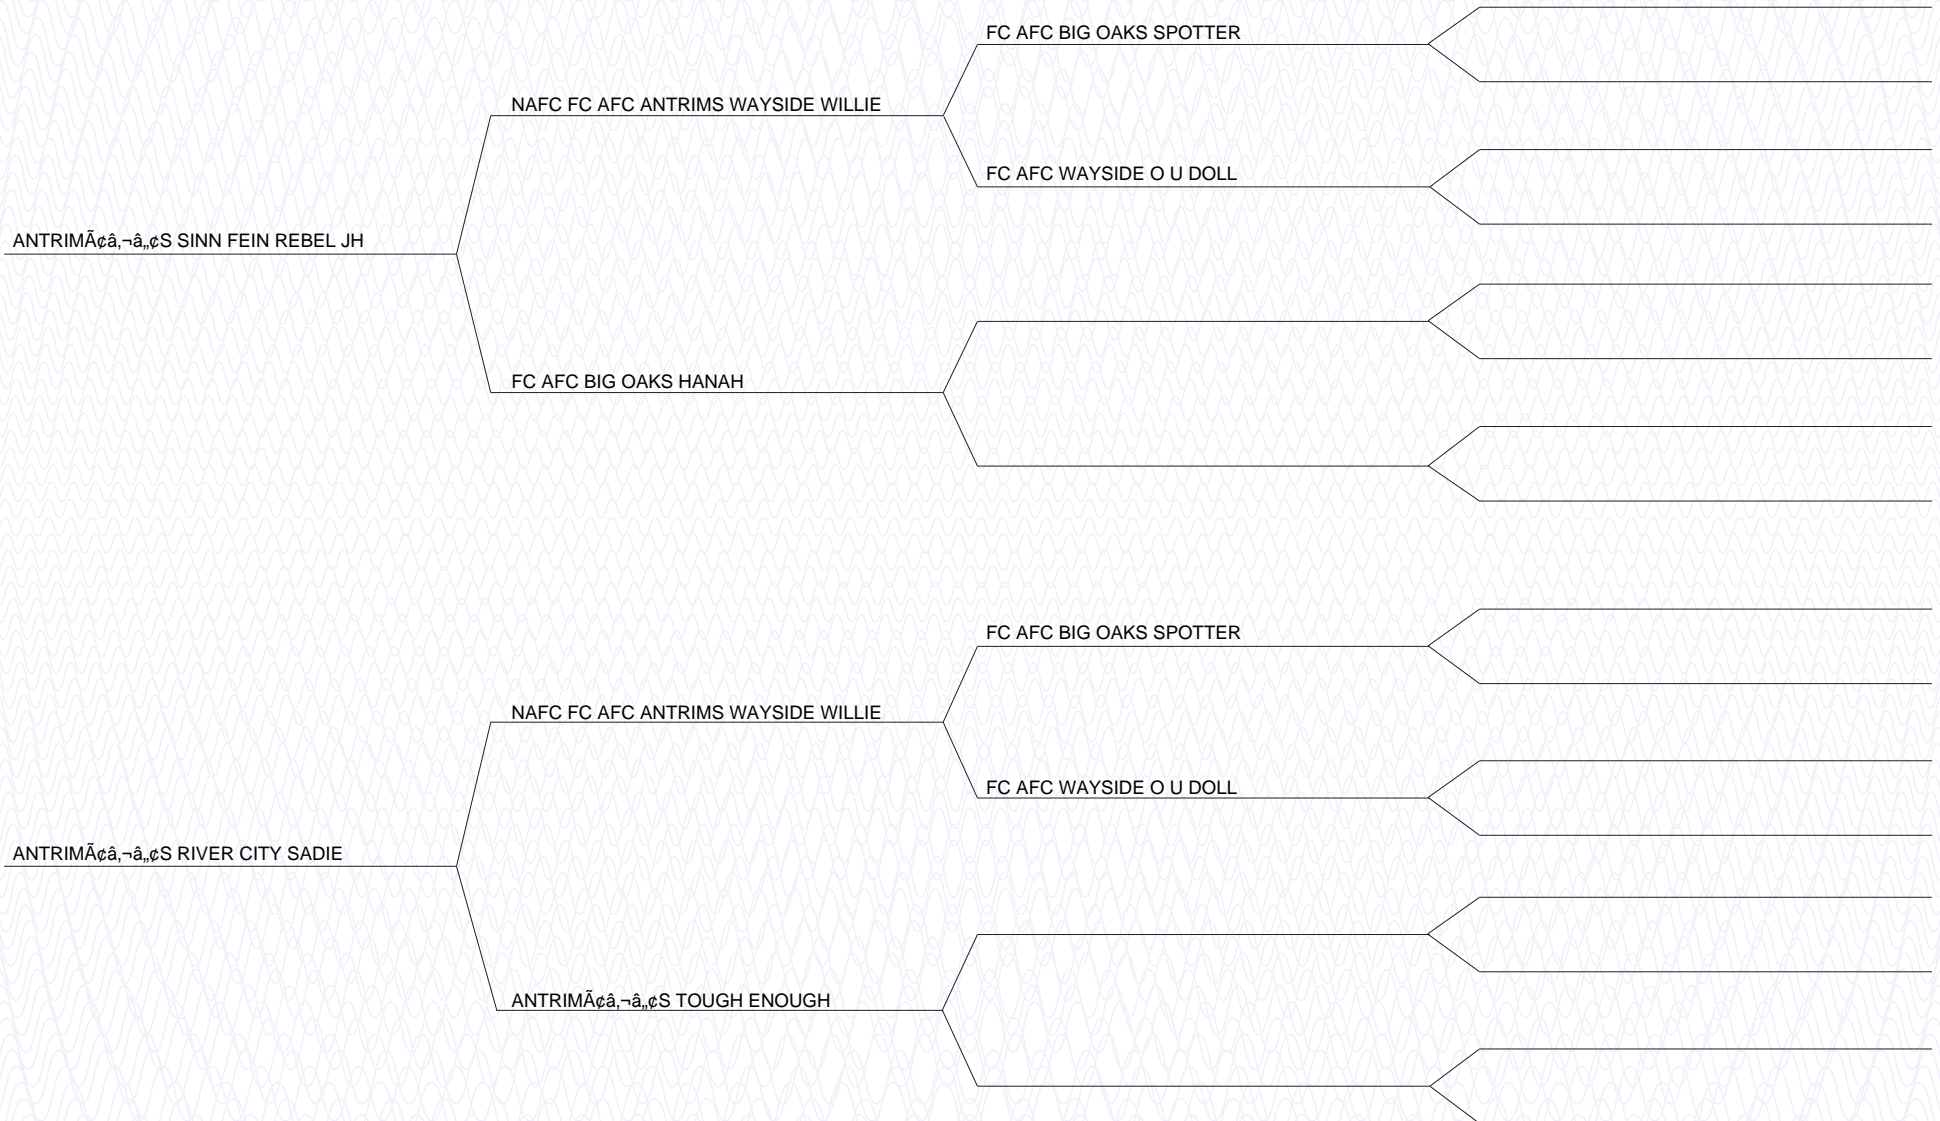 FC AFC BIG OAKS SPOTTER
NAFC FC AFC ANTRIMS WAYSIDE WILLIE
FC AFC WAYSIDE O U DOLL
ANTRIMÃ¢â‚¬â„¢S SINN FEIN REBEL JH
FC AFC BIG OAKS HANAH
FC AFC BIG OAKS SPOTTER
NAFC FC AFC ANTRIMS WAYSIDE WILLIE
FC AFC WAYSIDE O U DOLL
ANTRIMÃ¢â‚¬â„¢S RIVER CITY SADIE
ANTRIMÃ¢â‚¬â„¢S TOUGH ENOUGH